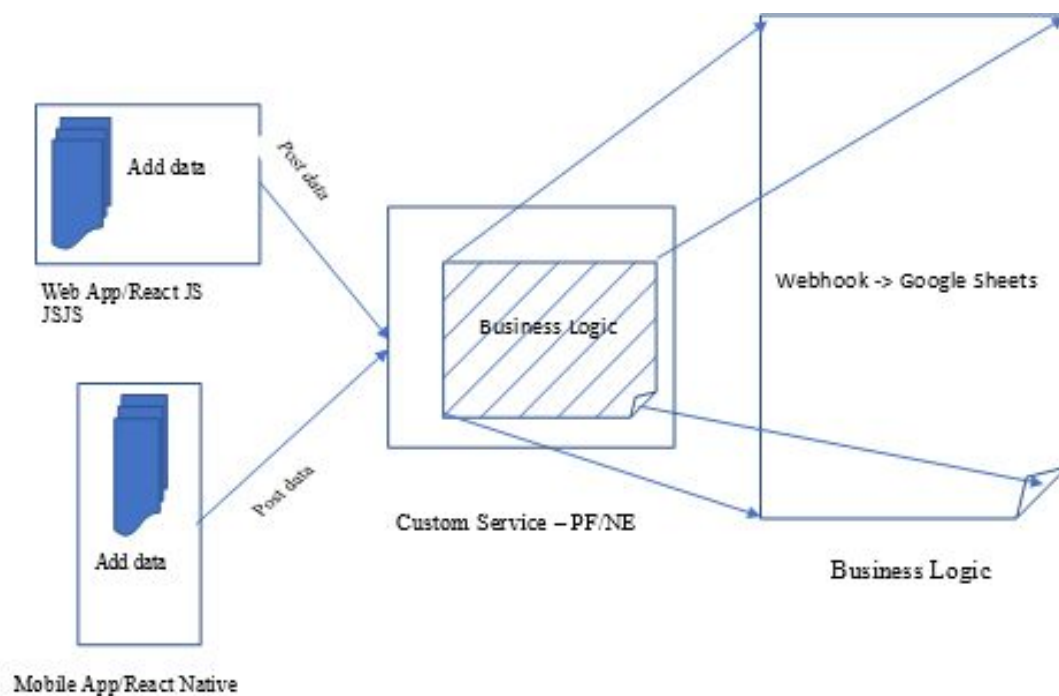 Add data
Post data
Web App/React JS
JSJS
Business Logic
Webhook -> Google Sheets
Post data
Add data
Custom Service – PF/NE
Business Logic
Mobile App/React Native